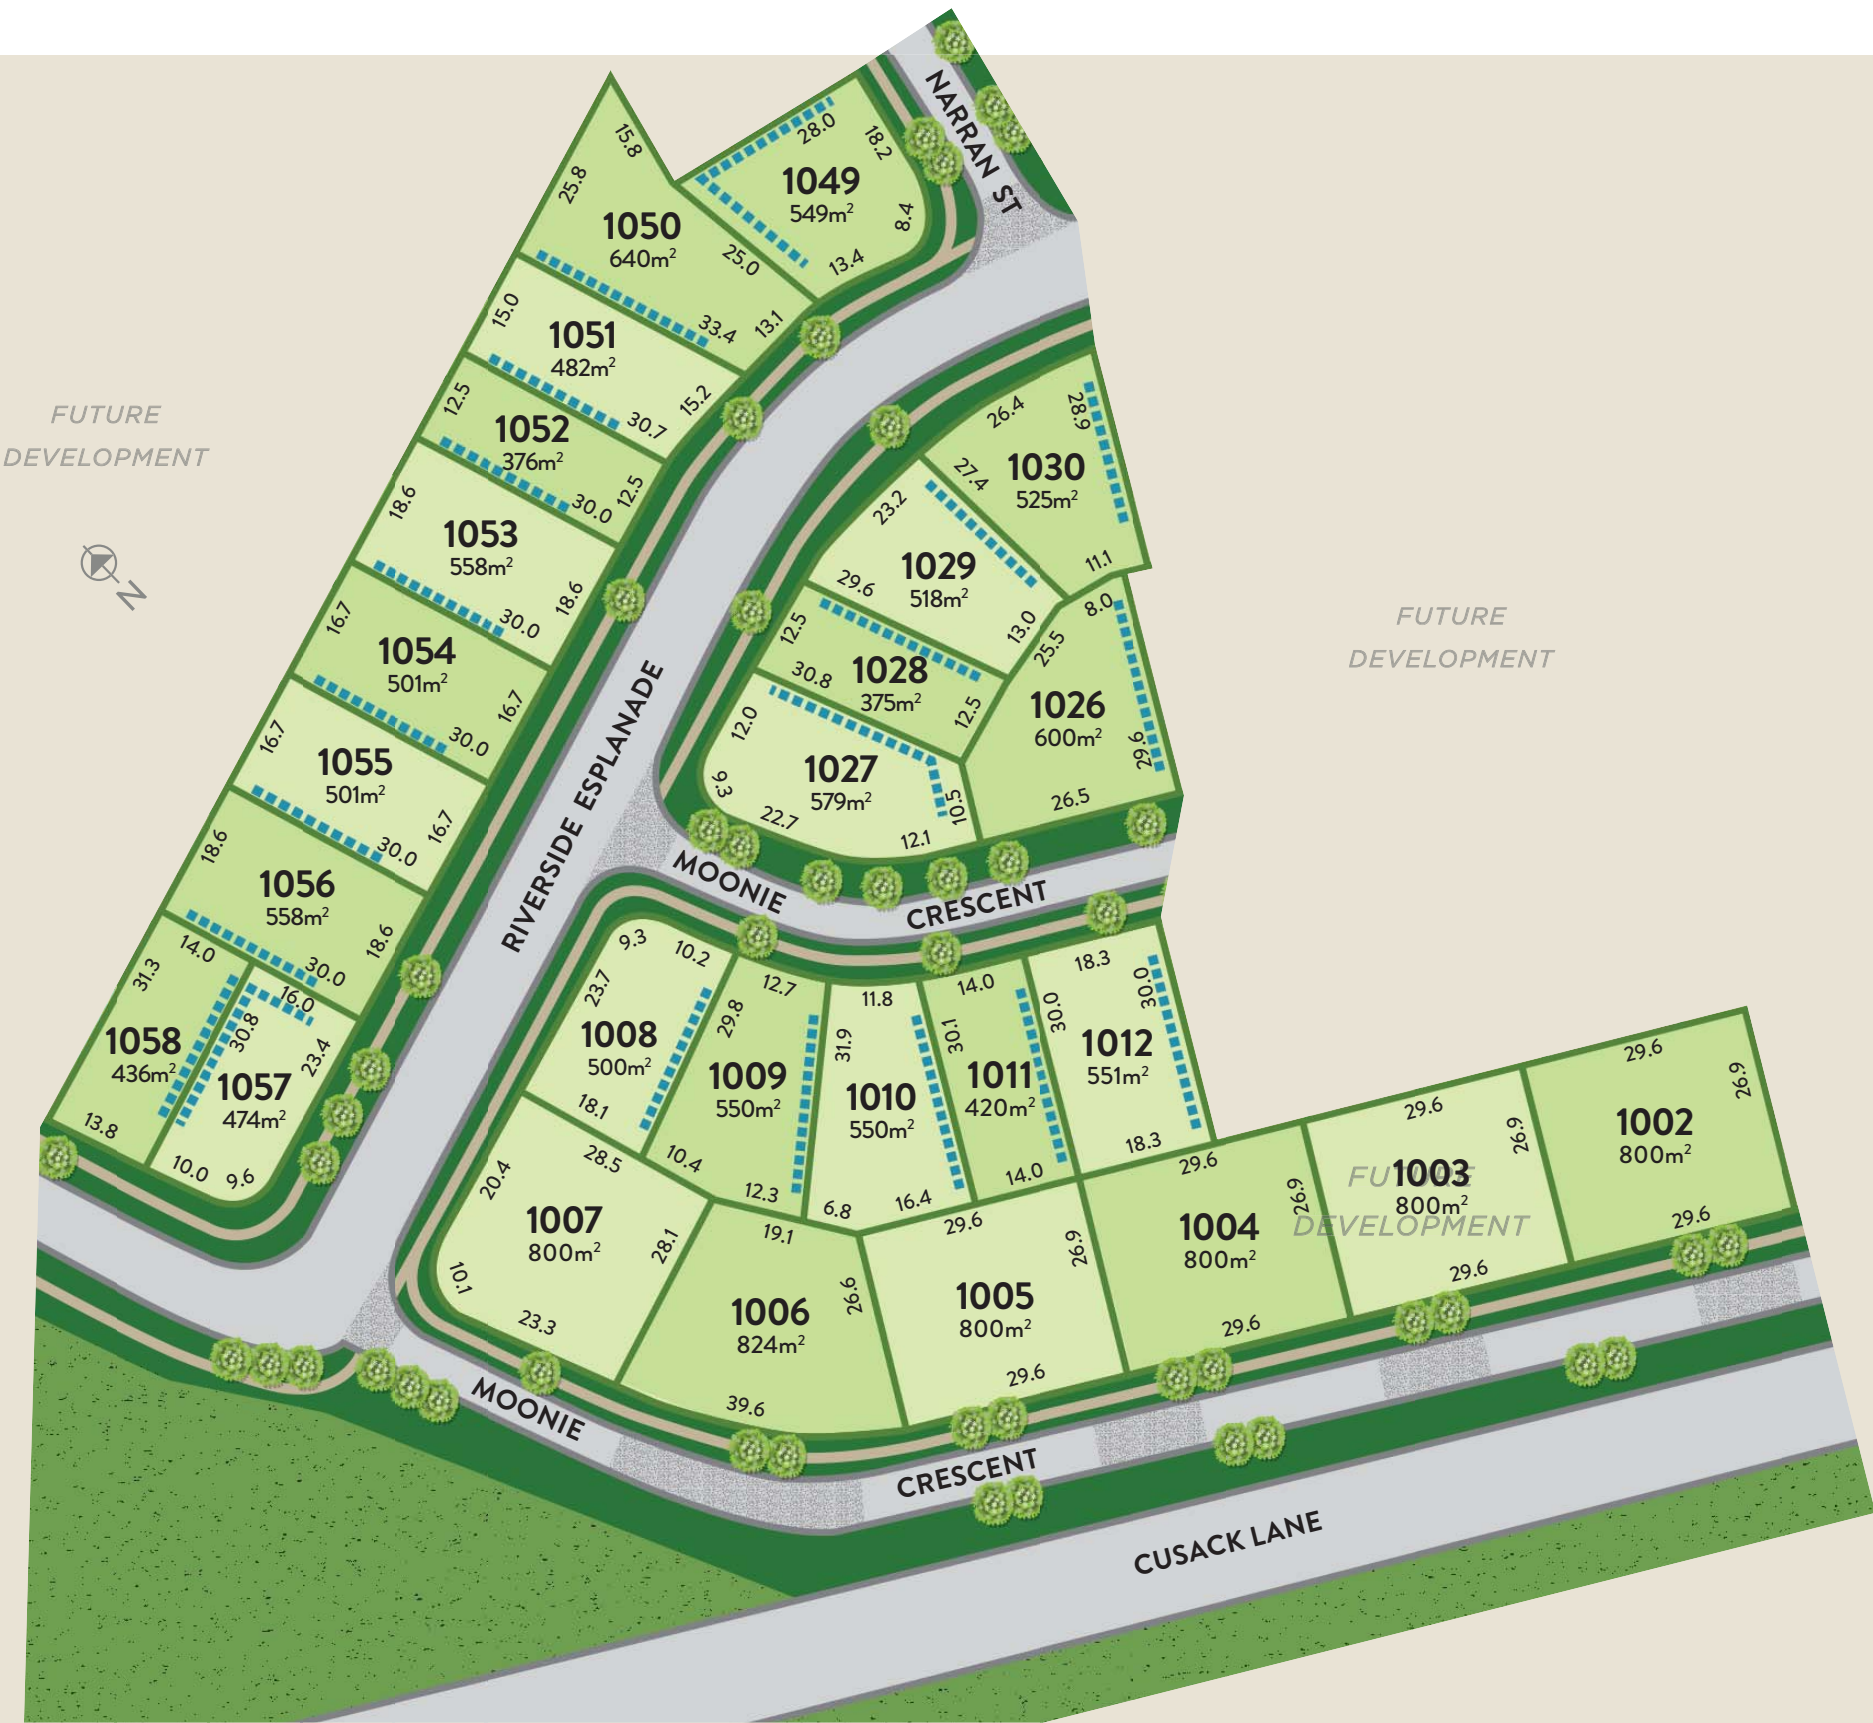 NARRAN ST
15.8
25.8
1050
640m²
25.0
33.4
13.1
28.0
18.2
1049
549m²
8.4
13.4
15.0
1051
482m²
15.2
30.7
12.5
1052
376m²
12.5
30.0
18.6
1053
558m²
18.6
30.0
16.7
1054
501m²
16.7
30.0
16.7
1055
501m²
16.7
30.0
18.6
1056
558m²
18.6
30.0
14.0
31.3
1058
436m²
13.8
16.0
30.8
23.4
1057
474m²
10.0
9.6
FUTURE
DEVELOPMENT
N
RIVERSIDE ESPLANADE
26.4
28.9
1030
525m²
27.4
11.1
23.2
1029
518m²
29.6
13.0
12.5
1028
375m²
30.8
12.5
8.0
25.5
1026
600m²
29.6
26.5
12.0
1027
579m²
9.3
22.7
12.1
10.5
FUTURE
DEVELOPMENT
MOONIE
CRESCENT
9.3
10.2
23.7
1008
500m²
18.1
12.7
29.8
1009
550m²
10.4
12.3
11.8
31.9
1010
550m²
6.8
16.4
14.0
30.1
1011
420m²
14.0
18.3
30.0
30.0
1012
551m²
18.3
28.5
20.4
1007
800m²
28.1
10.1
23.3
19.1
1006
824m²
26.6
39.6
29.6
1005
800m²
26.9
29.6
29.6
1004
800m²
26.9
29.6
29.6
1003
800m²
26.9
29.6
FUTURE
DEVELOPMENT
29.6
1002
800m²
26.9
29.6
MOONIE
CRESCENT
CUSACK LANE